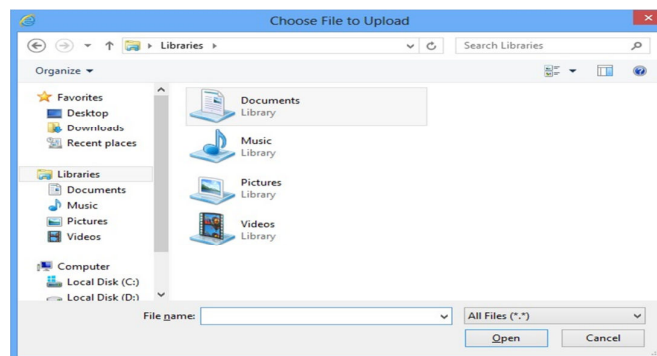 Choose File to Upload
Libraries
Search Libraries
Organize
Favorites
Desktop
Downloads
Recent places
Libraries
Documents
Music
Pictures
Videos
Computer
Local Disk (C:)
Local Disk (D:)
Documents
Library
Music
Library
Pictures
Library
Videos
Library
File name:
All Files (*.*)
Open
Cancel